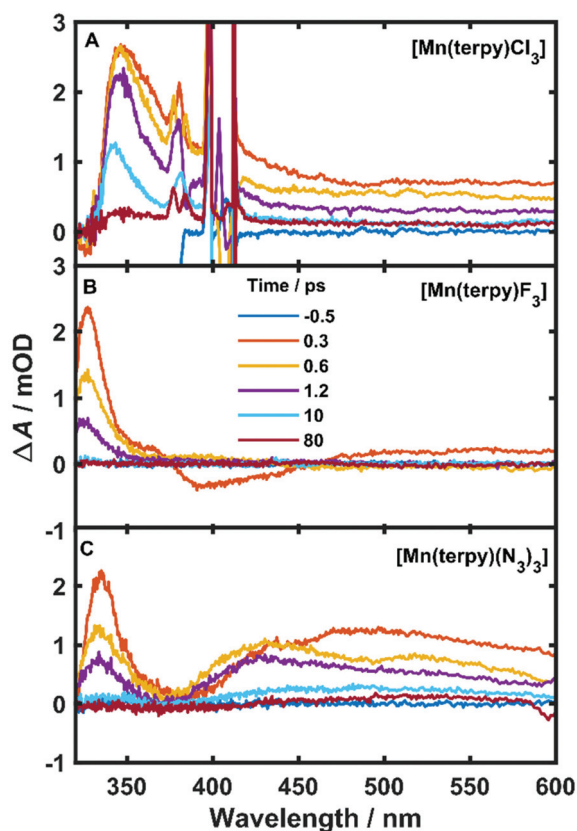 A
[Mn(terpy)Cl3]
3
2
1
0
B
[Mn(terpy)F3]
3
2
1
0
-1
Time / ps
-0.5
0.3
0.6
1.2
10
80
ΔA / mOD
C
[Mn(terpy)(N3)3]
2
1
0
-1
350 400 450 500 550 600
Wavelength / nm